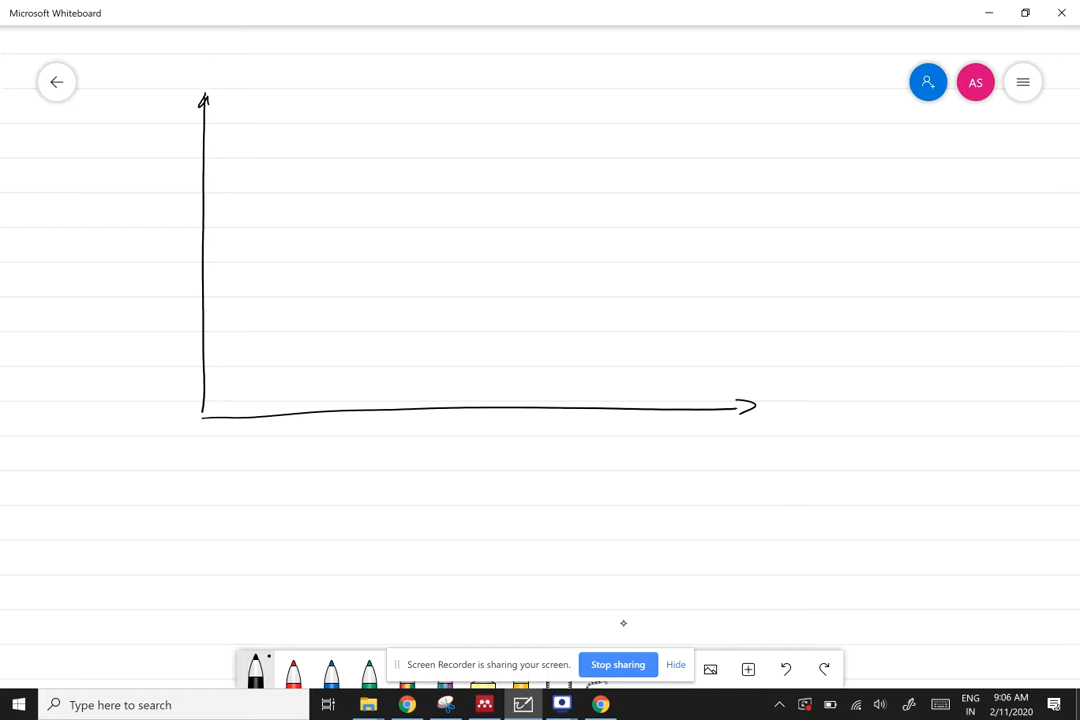 Microsoft Whiteboard
AS
Screen Recorder is sharing your screen.
Stop sharing
Hide
Type here to search
ENG
IN
9:06 AM
2/11/2020